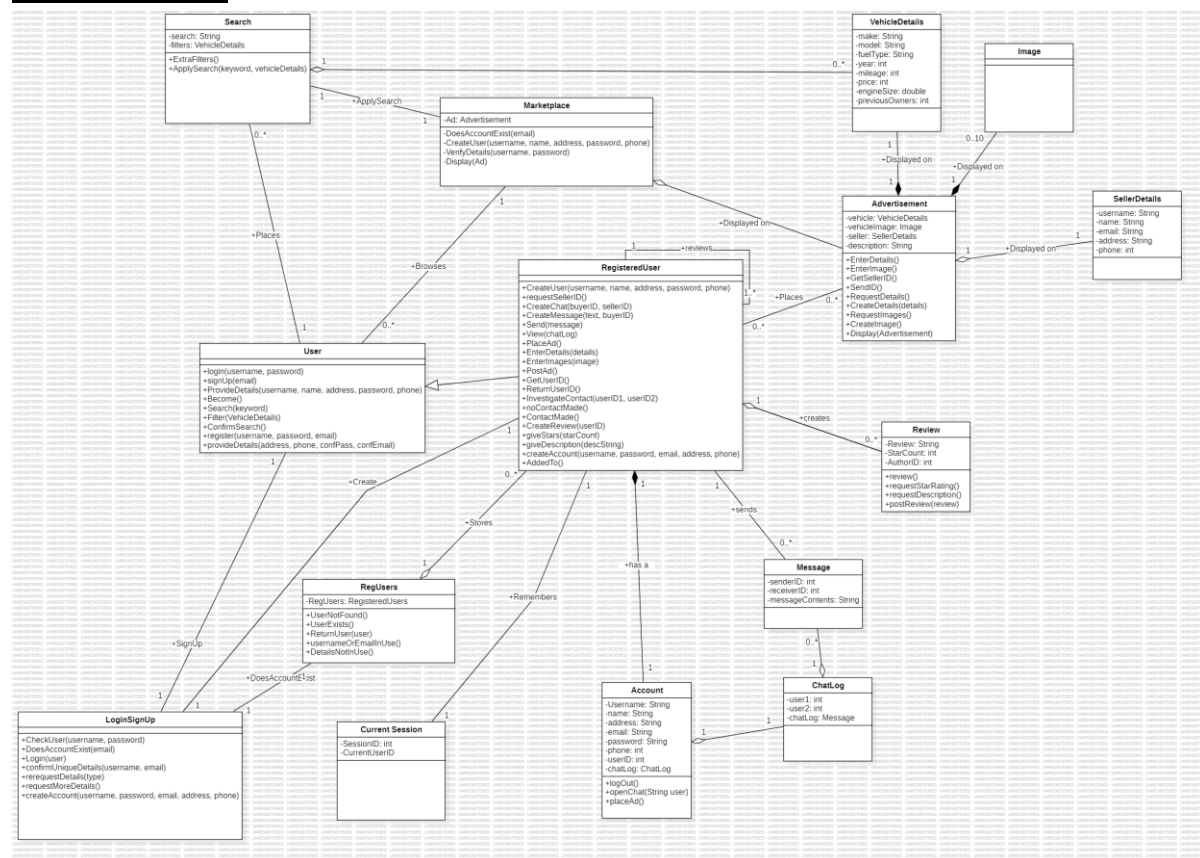 Search
-search: String
-filters: VehicleDetails
+ExtraFilters()
+ApplySearch(keyword, vehicleDetails)
1
0..*
1
+ApplySearch
1
0..*
+Places
1
VehicleDetails
-make: String
-model: String
-fuelType: String
-year: int
-mileage: int
-price: int
-engineSize: double
-previousOwners: int
1
+Displayed on
1
Image
0..10
+Displayed on
1
Marketplace
-Ad: Advertisement
-DoesAccountExist(email)
-CreateUser(username, name, address, password, phone)
-VerifyDetails(username, password)
-Display(Ad)
1
+Browses
0..*
+Displayed on
Advertisement
-vehicle: VehicleDetails
-vehicleImage: Image
-seller: SellerDetails
-description: String
+EnterDetails()
+EnterImage()
+GetSellerID()
+SendID()
+RequestDetails()
+CreateDetails(details)
+RequestImages()
+CreateImage()
+Display(Advertisement)
1
+Displayed on
1
SellerDetails
-username: String
-name: String
-email: String
-address: String
-phone: int
1
+reviews
1..*
RegisteredUser
+CreateUser(username, name, address, password, phone)
+requestSellerID()
+CreateChat(buyerID, sellerID)
+CreateMessage(text, buyerID)
+Send(message)
+View(chatLog)
+PlaceAd()
+EnterDetails(details)
+EnterImages(image)
+PostAd()
+GetUserID()
+ReturnUserID()
+InvestigateContact(userID1, userID2)
+noContactMade()
+ContactMade()
+CreateReview(userID)
+giveStars(starCount)
+giveDescription(descString)
+createAccount(username, password, email, address, phone)
+AddedTo()
+Places
0..*
0..*
User
+login(username, password)
+signUp(email)
+ProvideDetails(username, name, address, password, phone)
+Become()
+Search(keyword)
+Filter(VehicleDetails)
+ConfirmSearch()
+register(username, password, email)
+provideDetails(address, phone, confPass, confEmail)
1
+SignUp
1
1
+Create
1
1
+creates
0..*
Review
-Review: String
-StarCount: int
-AuthorID: int
+review()
+requestStarRating()
+requestDescription()
+postReview(review)
0..*
+Stores
1
1
+Remembers
1
1
+has a
1
1
+sends
0..*
RegUsers
-RegUsers: RegisteredUsers
+UserNotFound()
+UserExists()
+ReturnUser(user)
+usernameOrEmailInUse()
+DetailsNotInUse()
1
+DoesAccountExist
1
Message
-senderID: int
-receiverID: int
-messageContents: String
0..*
1
ChatLog
-user1: int
-user2: int
-chatLog: Message
1
1
LoginSignUp
+CheckUser(username, password)
+DoesAccountExist(email)
+Login(user)
+confirmUniqueDetails(username, email)
+rerequestDetails(type)
+requestMoreDetails()
+createAccount(username, password, email, address, phone)
Current Session
-SessionID: int
-CurrentUserID
Account
-Username: String
-name: String
-address: String
-email: String
-password: String
-phone: int
-userID: int
-chatLog: ChatLog
+logOut()
+openChat(String user)
+placeAd()